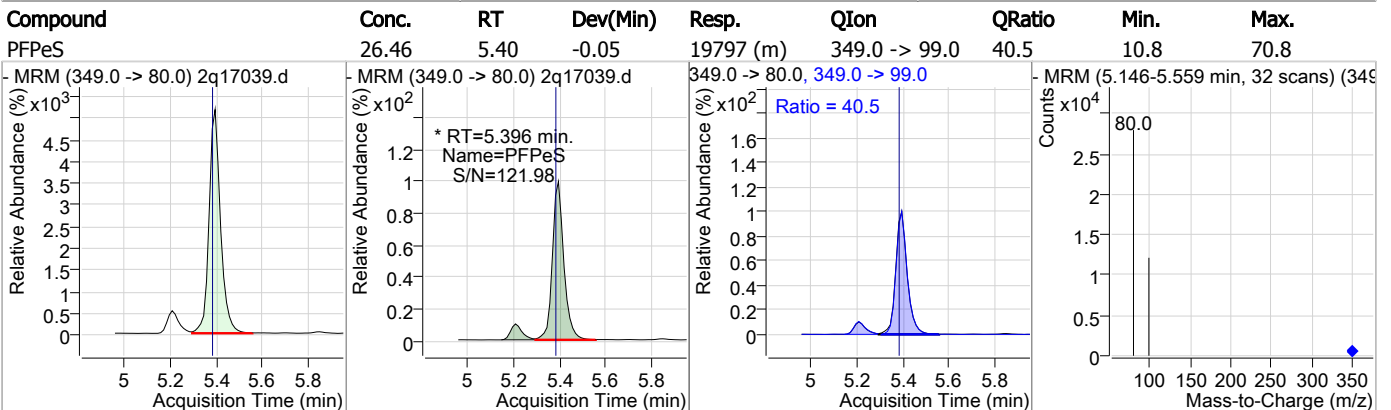 Compound Conc. RT Dev(Min) Resp. QIon QRatio Min. Max.
PFPeS 26.46 5.40 -0.05 19797 (m) 349.0 -> 99.0 40.5 10.8 70.8
- MRM (349.0 -> 80.0) 2q17039.d
Relative Abundance (%)
x10³
4.5
4
3.5
3
2.5
2
1.5
1
0.5
0
5 5.2 5.4 5.6 5.8
Acquisition Time (min)
- MRM (349.0 -> 80.0) 2q17039.d
Relative Abundance (%)
x10²
* RT=5.396 min.
Name=PFPeS
S/N=121.98
1.2
1
0.8
0.6
0.4
0.2
0
5 5.2 5.4 5.6 5.8
Acquisition Time (min)
349.0 -> 80.0, 349.0 -> 99.0
Relative Abundance (%)
x10²
Ratio = 40.5
1.6
1.4
1.2
1
0.8
0.6
0.4
0.2
0
5 5.2 5.4 5.6 5.8
Acquisition Time (min)
- MRM (5.146-5.559 min, 32 scans) (349
Counts
x10⁴
80.0
2.5
2
1.5
1
0.5
0
100 150 200 250 300 350
Mass-to-Charge (m/z)